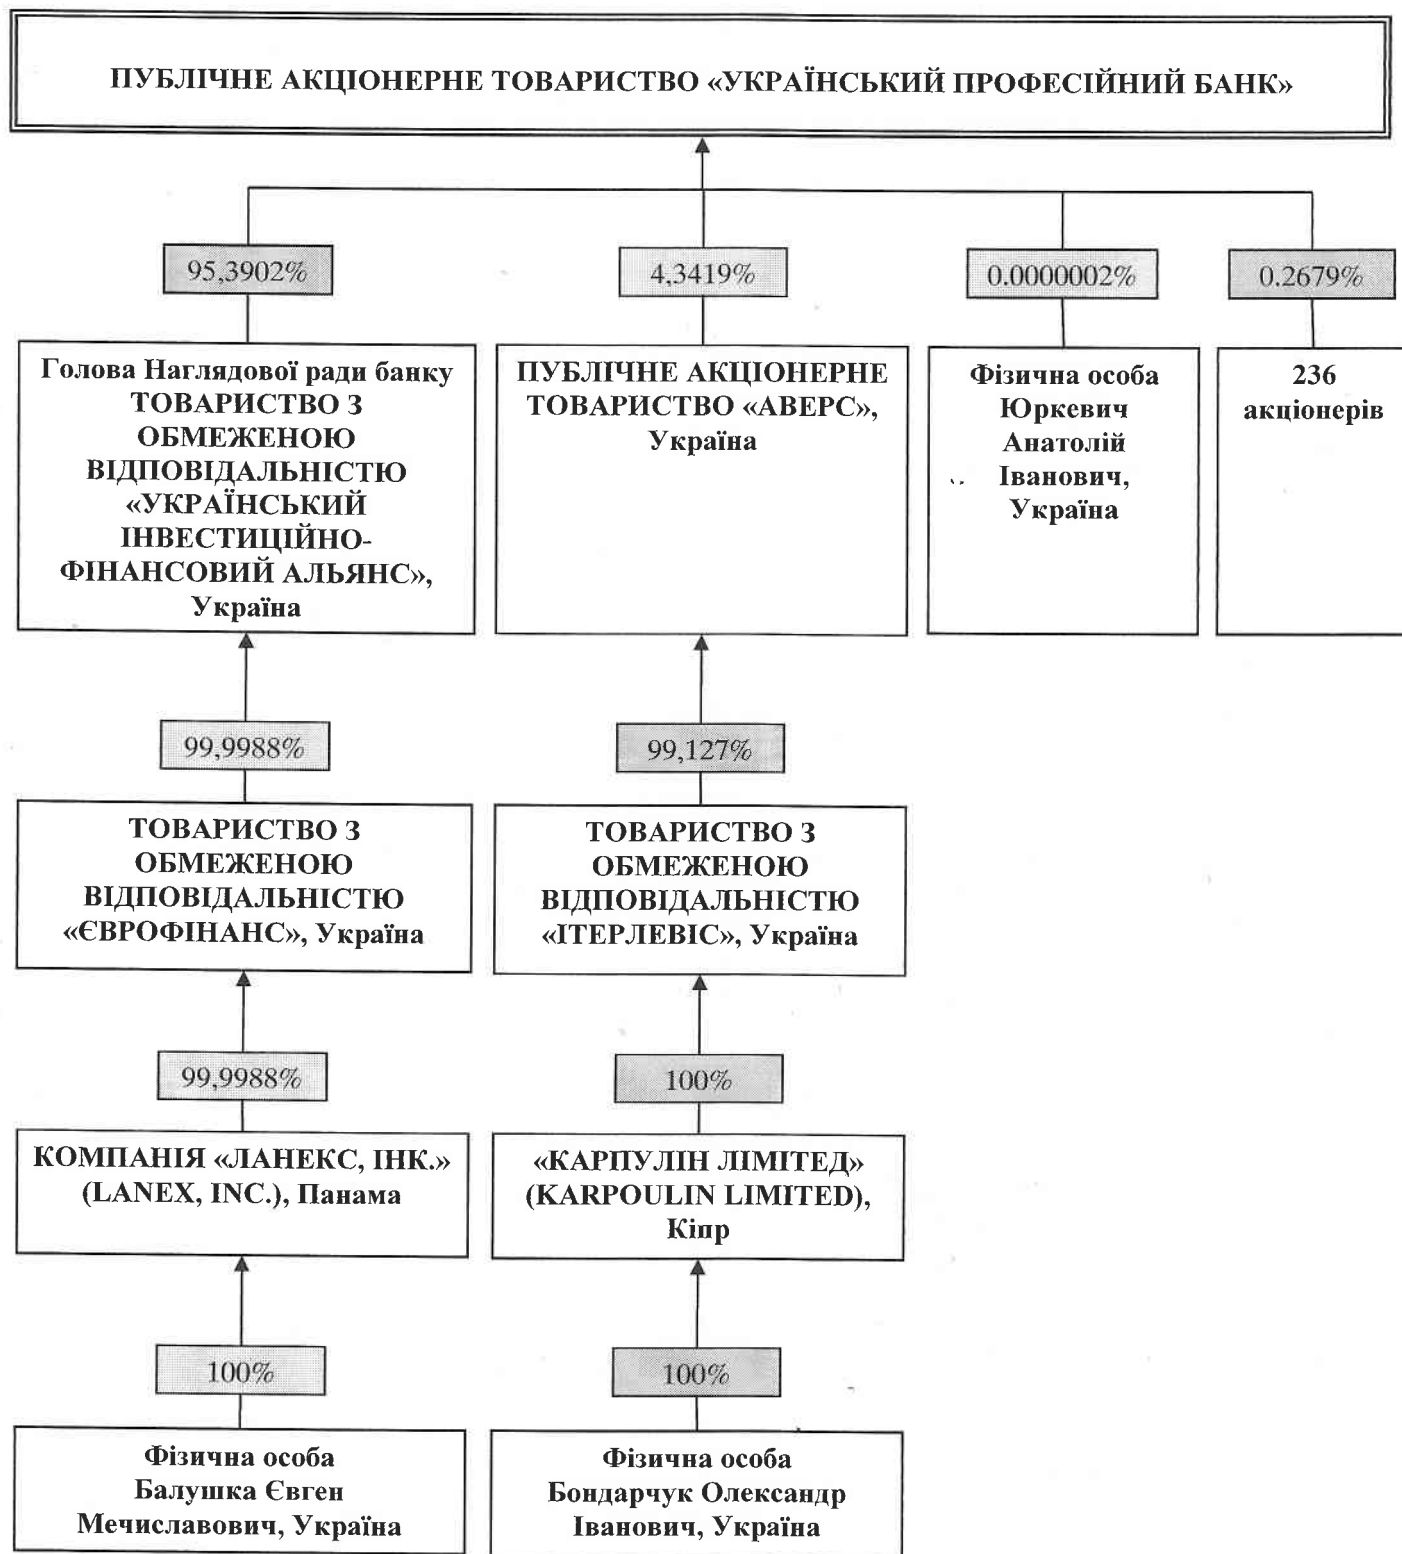 ПУБЛІЧНЕ АКЦІОНЕРНЕ ТОВАРИСТВО «УКРАЇНСЬКИЙ ПРОФЕСІЙНИЙ БАНК»
95,3902%
4,3419%
0.0000002%
0.2679%
Голова Наглядової ради банку
ТОВАРИСТВО З
ОБМЕЖЕНОЮ
ВІДПОВІДАЛЬНІСТЮ
«УКРАЇНСЬКИЙ
ІНВЕСТИЦІЙНО-
ФІНАНСОВИЙ АЛЬЯНС»,
Україна
ПУБЛІЧНЕ АКЦІОНЕРНЕ
ТОВАРИСТВО «АВЕРС»,
Україна
Фізична особа
Юркевич
Анатолій
Іванович,
Україна
236
акціонерів
99,9988%
99,127%
ТОВАРИСТВО З
ОБМЕЖЕНОЮ
ВІДПОВІДАЛЬНІСТЮ
«ЄВРОФІНАНС», Україна
ТОВАРИСТВО З
ОБМЕЖЕНОЮ
ВІДПОВІДАЛЬНІСТЮ
«ІТЕРЛЕВІС», Україна
99,9988%
100%
КОМПАНІЯ «ЛАНЕКС, ІНК.»
(LANEX, INC.), Панама
«КАРПУЛІН ЛІМІТЕД»
(KARPOULIN LIMITED),
Кіпр
100%
100%
Фізична особа
Балушка Євген
Мечиславович, Україна
Фізична особа
Бондарчук Олександр
Іванович, Україна